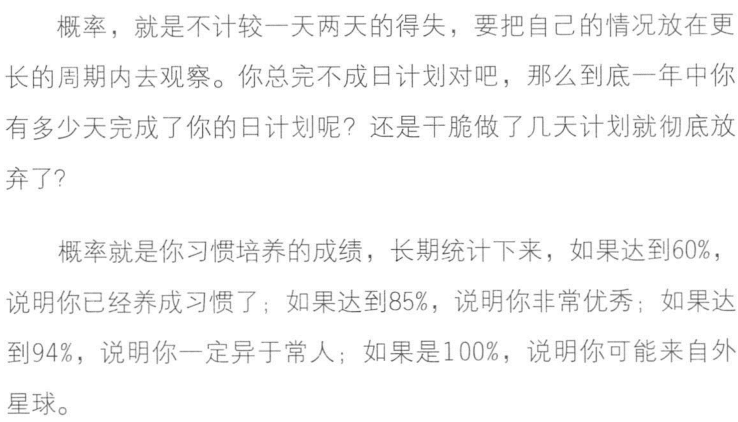 概率，就是不计较一天两天的得失，要把自己的情况放在更
长的周期内去观察。你总完不成日计划对吧，那么到底一年中你
有多少天完成了你的日计划呢？还是干脆做了几天计划就彻底放
弃了？
概率就是你习惯培养的成绩，长期统计下来，如果达到60%，
说明你已经养成习惯了；如果达到85%，说明你非常优秀；如果达
到94%，说明你一定异于常人；如果是100%，说明你可能来自外
星球。